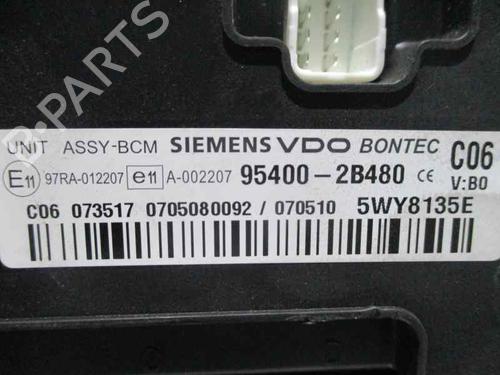 B-PARTS
UNIT ASSY-BCM SIEMENS VDO BONTEC C06
E11 97RA-012207 e11 A-002207 95400-2B480 CE V:B0
C06 073517 0705080092/070510 5WY8135E